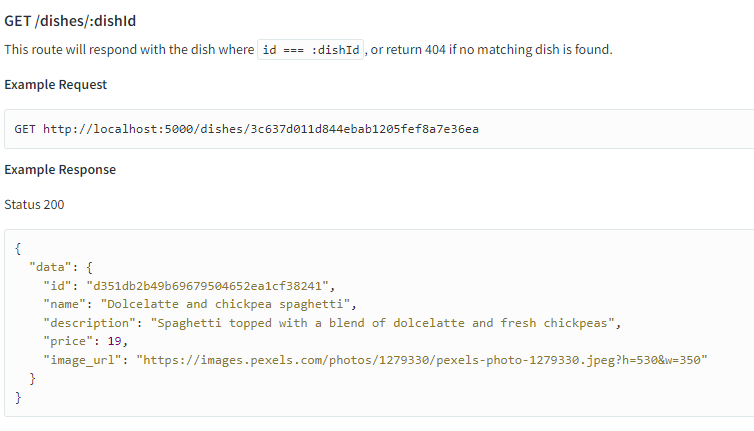 GET /dishes/:dishId
This route will respond with the dish where id === :dishId, or return 404 if no matching dish is found.
Example Request
GET http://localhost:5000/dishes/3c637d011d844ebab1205fef8a7e36ea
Example Response
Status 200
{
"data": {
"id": "d351db2b49b69679504652ea1cf38241",
"name": "Dolcelatte and chickpea spaghetti",
"description": "Spaghetti topped with a blend of dolcelatte and fresh chickpeas",
"price": 19,
"image_url": "https://images.pexels.com/photos/1279330/pexels-photo-1279330.jpeg?h=530&w=350"
}
}